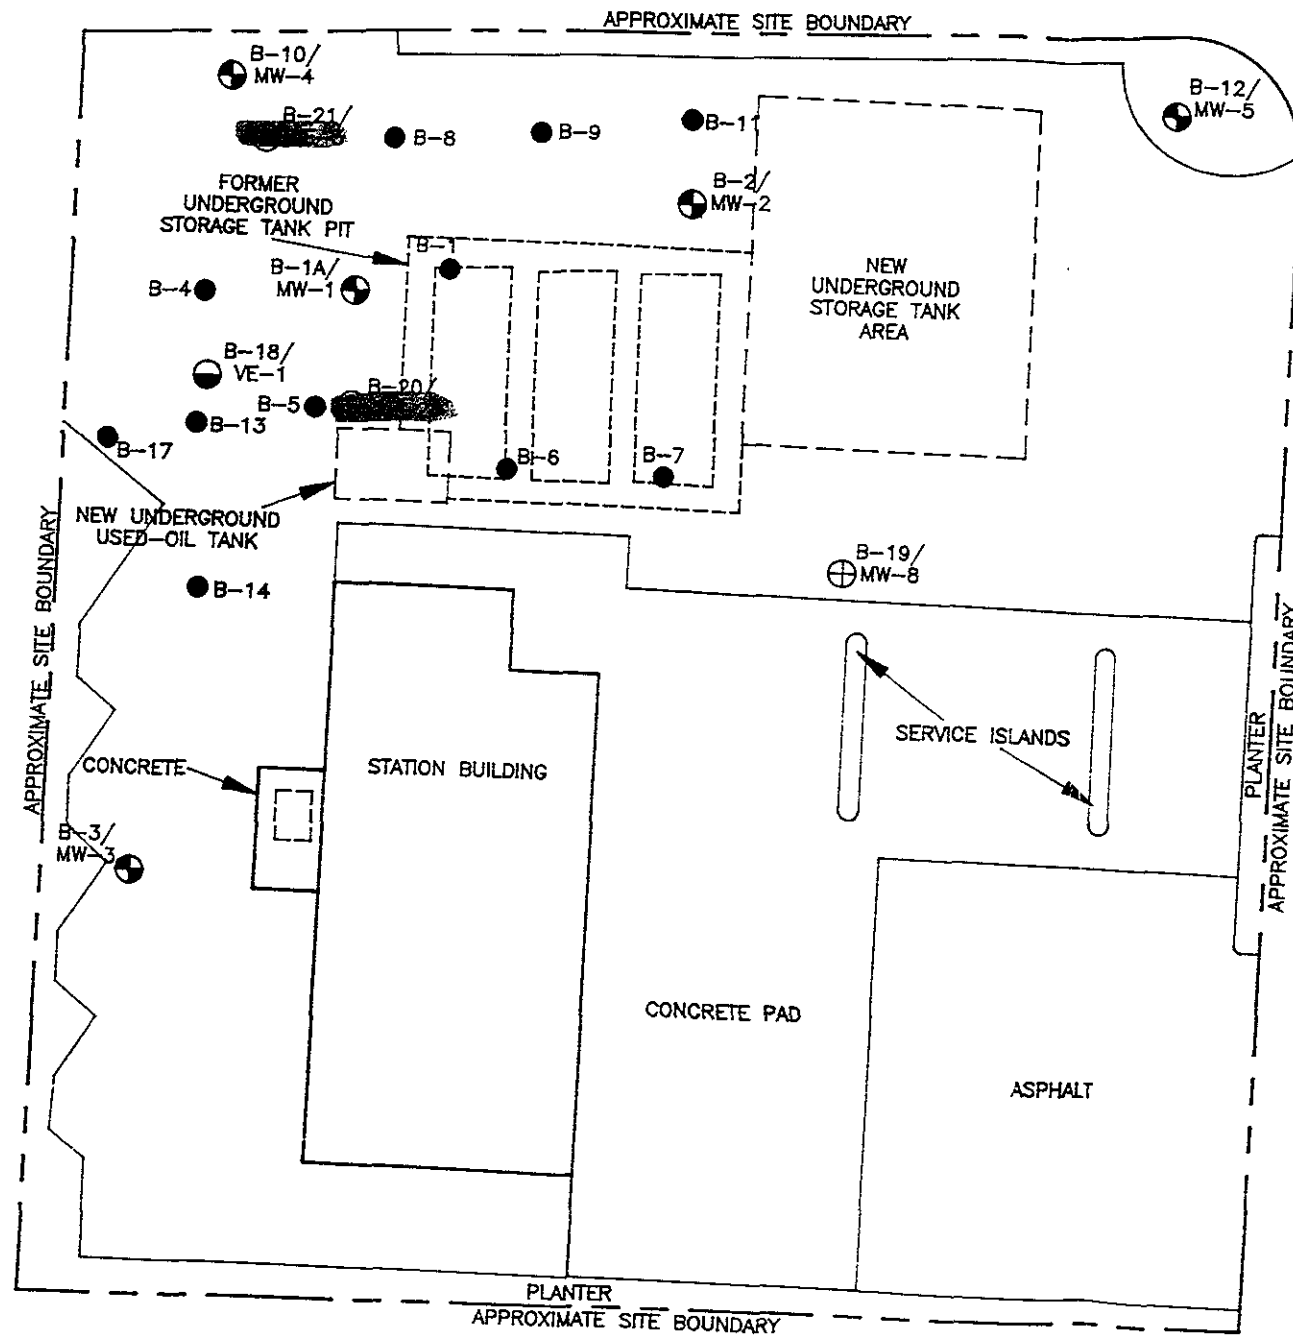 APPROXIMATE SITE BOUNDARY
B-10/
MW-4
B-12/
MW-5
B-21/
B-8
B-9
B-11
B-2/
MW-2
FORMER
UNDERGROUND
STORAGE TANK PIT
B-1
B-1A/
MW-1
B-4
NEW
UNDERGROUND
STORAGE TANK
AREA
B-18/
VE-1
B-20/
B-5
B-13
B-17
B-6
B-7
NEW UNDERGROUND
USED-OIL TANK
B-14
B-19/
MW-8
APPROXIMATE SITE BOUNDARY
SERVICE ISLANDS
PLANTER
APPROXIMATE SITE BOUNDARY
CONCRETE
STATION BUILDING
B-3/
MW-3
CONCRETE PAD
ASPHALT
PLANTER
APPROXIMATE SITE BOUNDARY